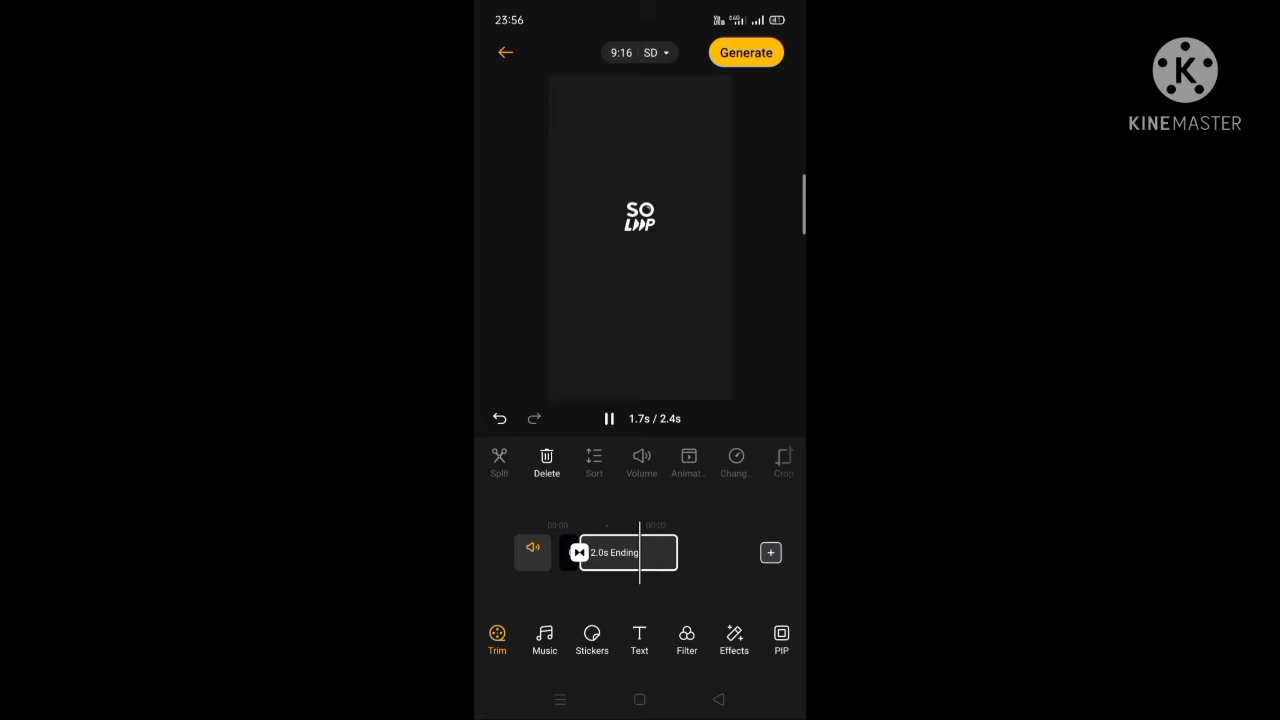 23:56
9:16 SD
Generate
KINEMASTER
SO
LOOP
1.7s / 2.4s
Split Delete Sort Volume Animat.. Chang.. Crop
00:00 00:02
2.0s Ending
Trim Music Stickers Text Filter Effects PIP